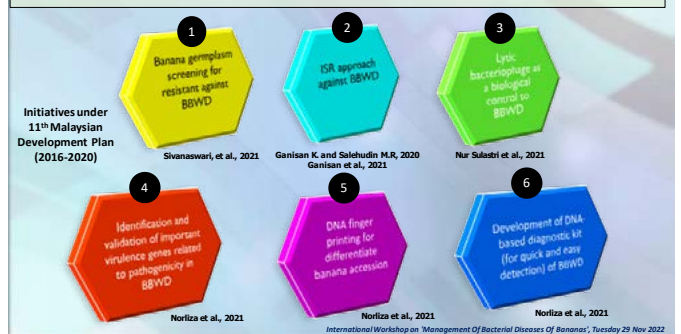 1
Banana germplasm
screening for
resistant against
BBWD
2
ISR approach
against BBWD
3
Lytic
bacteriophage as
a biological
control to
BBWD
Initiatives under
11th Malaysian
Development Plan
(2016-2020)
Sivanaswari, et al., 2021
Ganisan K. and Salehudin M.R, 2020
Ganisan et al., 2021
Nur Sulastri et al., 2021
4
Identification and
validation of important
virulence genes related
to pathogenicity in
BBWD
5
DNA finger
printing for
differentiate
banana accession
6
Development of DNA-
based diagnostic kit
(for quick and easy
detection) of BBWD
Norliza et al., 2021
Norliza et al., 2021
Norliza et al., 2021
International Workshop on 'Management Of Bacterial Diseases Of Bananas', Tuesday 29 Nov 2022